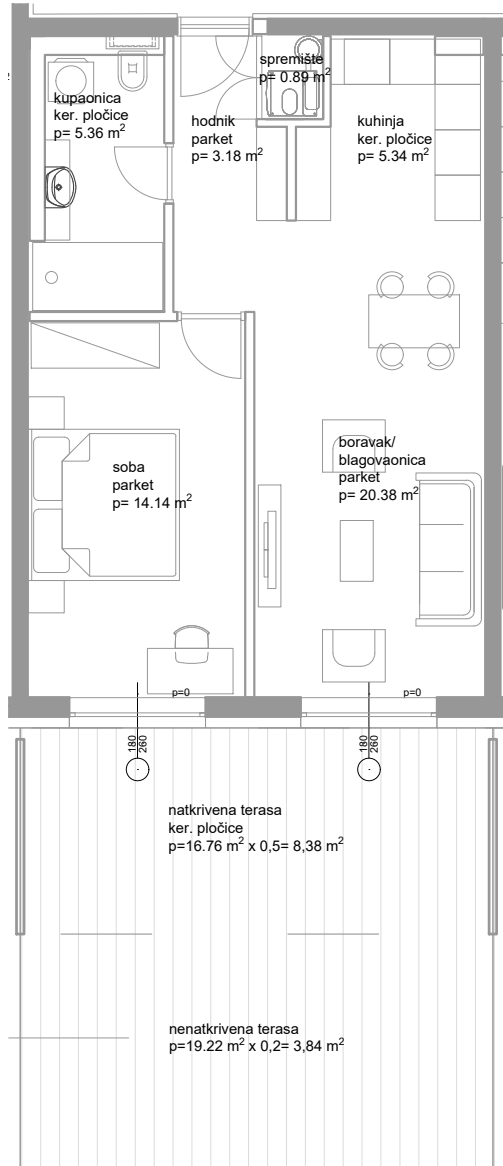 spremište
p= 0.89 m²
kupaonica
ker. pločice
p= 5.36 m²
hodnik
parket
p= 3.18 m²
kuhinja
ker. pločice
p= 5.34 m²
boravak/
blagovaonica
parket
p= 20.38 m²
soba
parket
p= 14.14 m²
p=0
p=0
180
260
180
260
natkrivena terasa
ker. pločice
p=16.76 m² x 0,5= 8,38 m²
nenatkrivena terasa
p=19.22 m² x 0,2= 3,84 m²